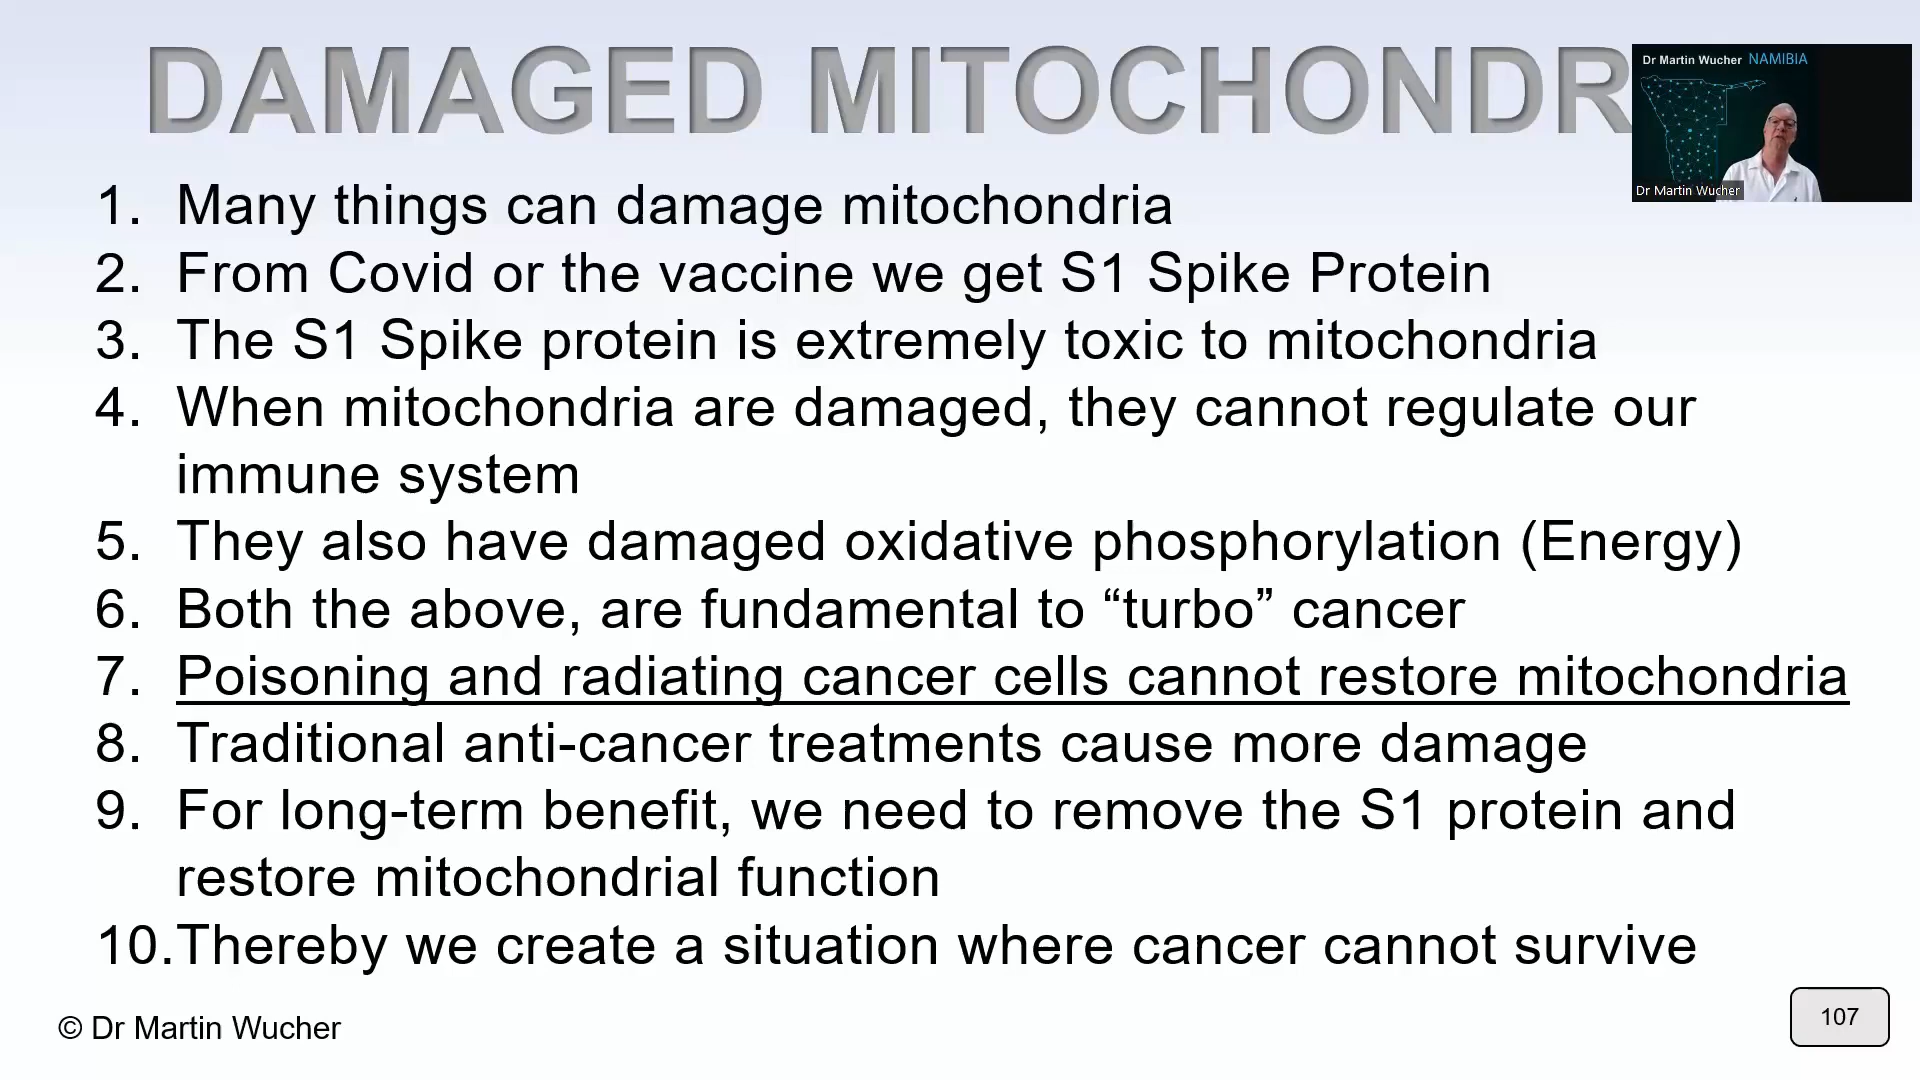 DAMAGED MITOCHONDR
Dr Martin Wucher NAMIBIA
Dr Martin Wucher
1. Many things can damage mitochondria
2. From Covid or the vaccine we get S1 Spike Protein
3. The S1 Spike protein is extremely toxic to mitochondria
4. When mitochondria are damaged, they cannot regulate our
immune system
5. They also have damaged oxidative phosphorylation (Energy)
6. Both the above, are fundamental to “turbo” cancer
7. Poisoning and radiating cancer cells cannot restore mitochondria
8. Traditional anti-cancer treatments cause more damage
9. For long-term benefit, we need to remove the S1 protein and
restore mitochondrial function
10.Thereby we create a situation where cancer cannot survive
© Dr Martin Wucher
107